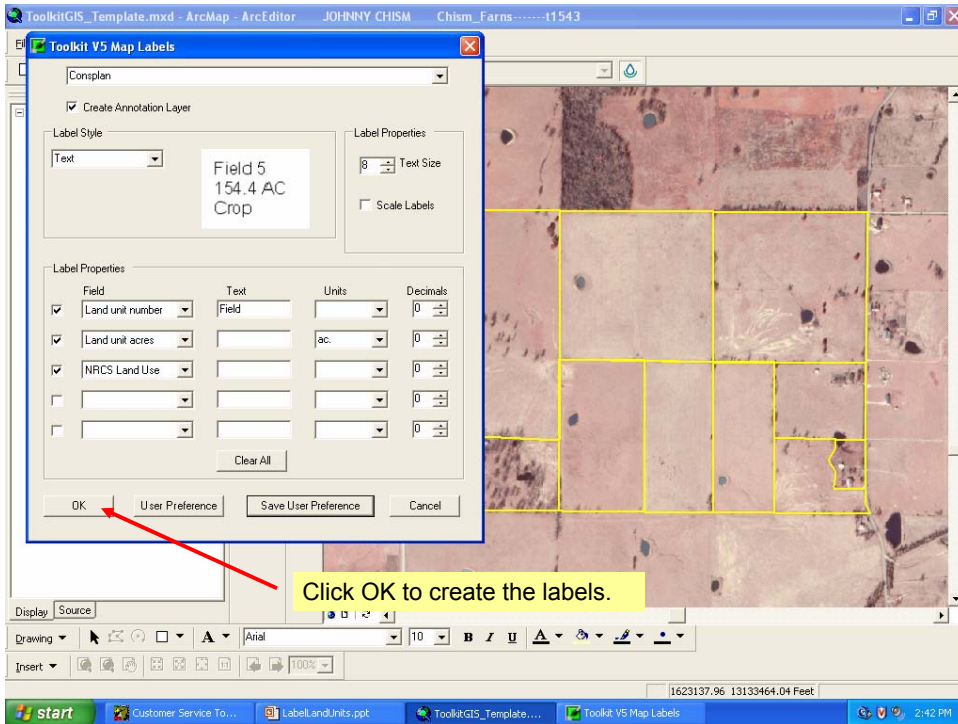 ToolkitGIS_Template.mxd - ArcMap - ArcEditor JOHNNY CHISM Chism_Farns-------t1543
Toolkit V5 Map Labels
Consplan
Create Annotation Layer
Label Style
Text
Field 5
154.4 AC
Crop
Label Properties
8 Text Size
Scale Labels
Label Properties
Field Text Units Decimals
Land unit number Field 0
Land unit acres ac. 0
NRCS Land Use 0
0
0
Clear All
OK User Preference Save User Preference Cancel
Click OK to create the labels.
Display Source
Drawing A Arial 10 B I U A
Insert 100%
1623137.96 13133464.04 Feet
start Customer Service To... LabelLandUnits.ppt ToolkitGIS_Template.... Toolkit V5 Map Labels 2:42 PM